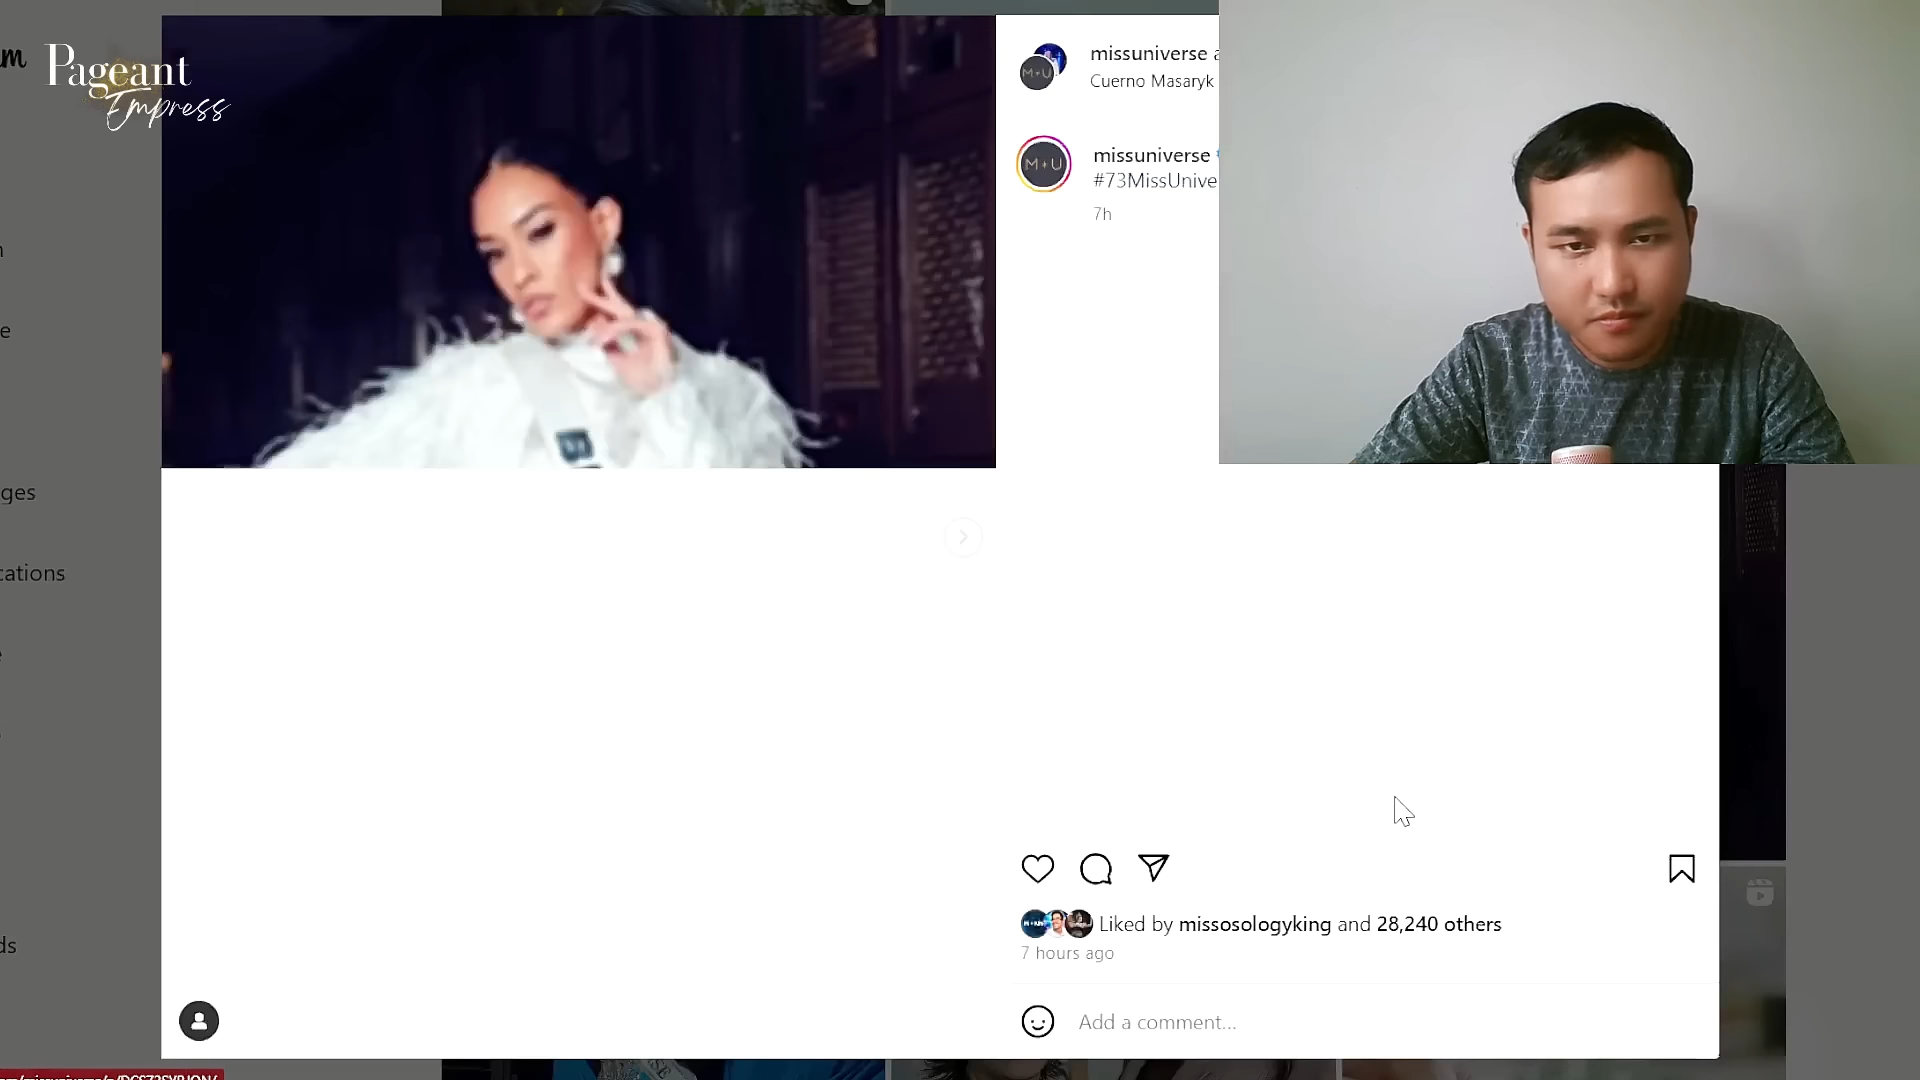 m
Pageant
Empress
n
e
ges
cations
ds
missuniverse a
Cuerno Masaryk
M+U
missuniverse
#73MissUnive
7h
Liked by missosologyking and 28,240 others
7 hours ago
Add a comment...